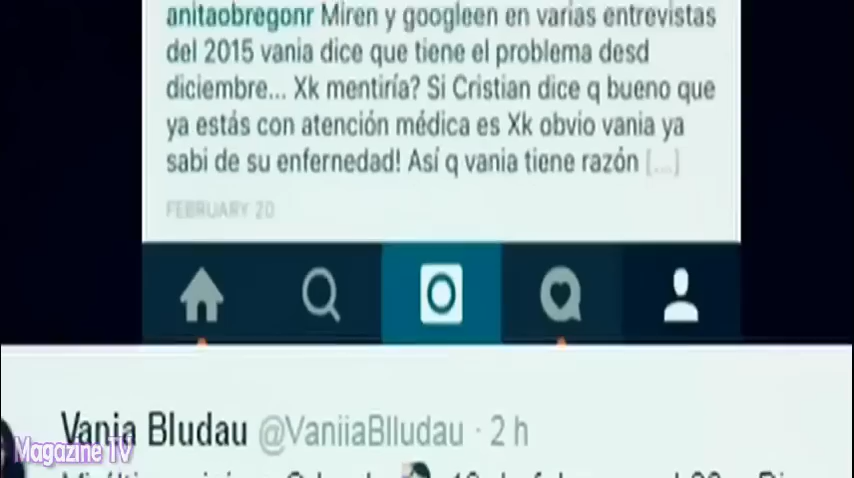 anitaobregonr Miren y googleen en varias entrevistas
del 2015 vania dice que tiene el problema desd
diciembre... Xk mentiría? Si Cristian dice q bueno que
ya estás con atención médica es Xk obvio vania ya
sabi de su enfernedad! Así q vania tiene razón [...]
FEBRUARY 20
Vania Bludau @VaniiaBlludau · 2 h
Magazine TV